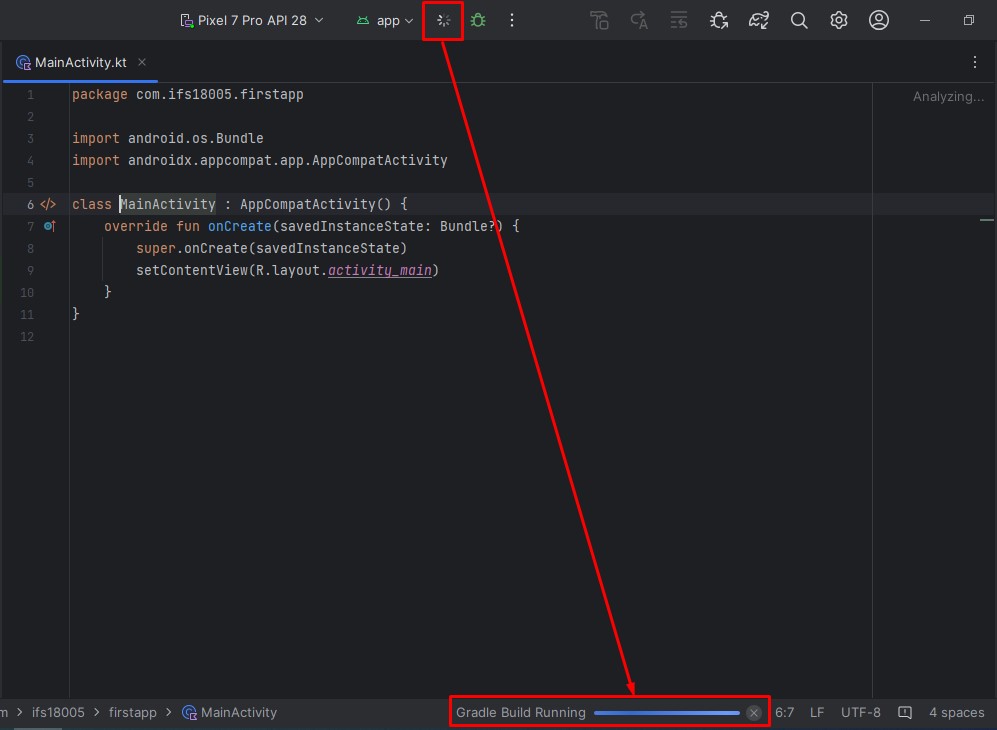 Pixel 7 Pro API 28 app
MainActivity.kt
Analyzing...
1 package com.ifs18005.firstapp
2
3 import android.os.Bundle
4 import androidx.appcompat.app.AppCompatActivity
5
6 class MainActivity : AppCompatActivity() {
7 override fun onCreate(savedInstanceState: Bundle?) {
8 super.onCreate(savedInstanceState)
9 setContentView(R.layout.activity_main)
10 }
11 }
12
m > ifs18005 > firstapp > MainActivity Gradle Build Running 6:7 LF UTF-8 4 spaces